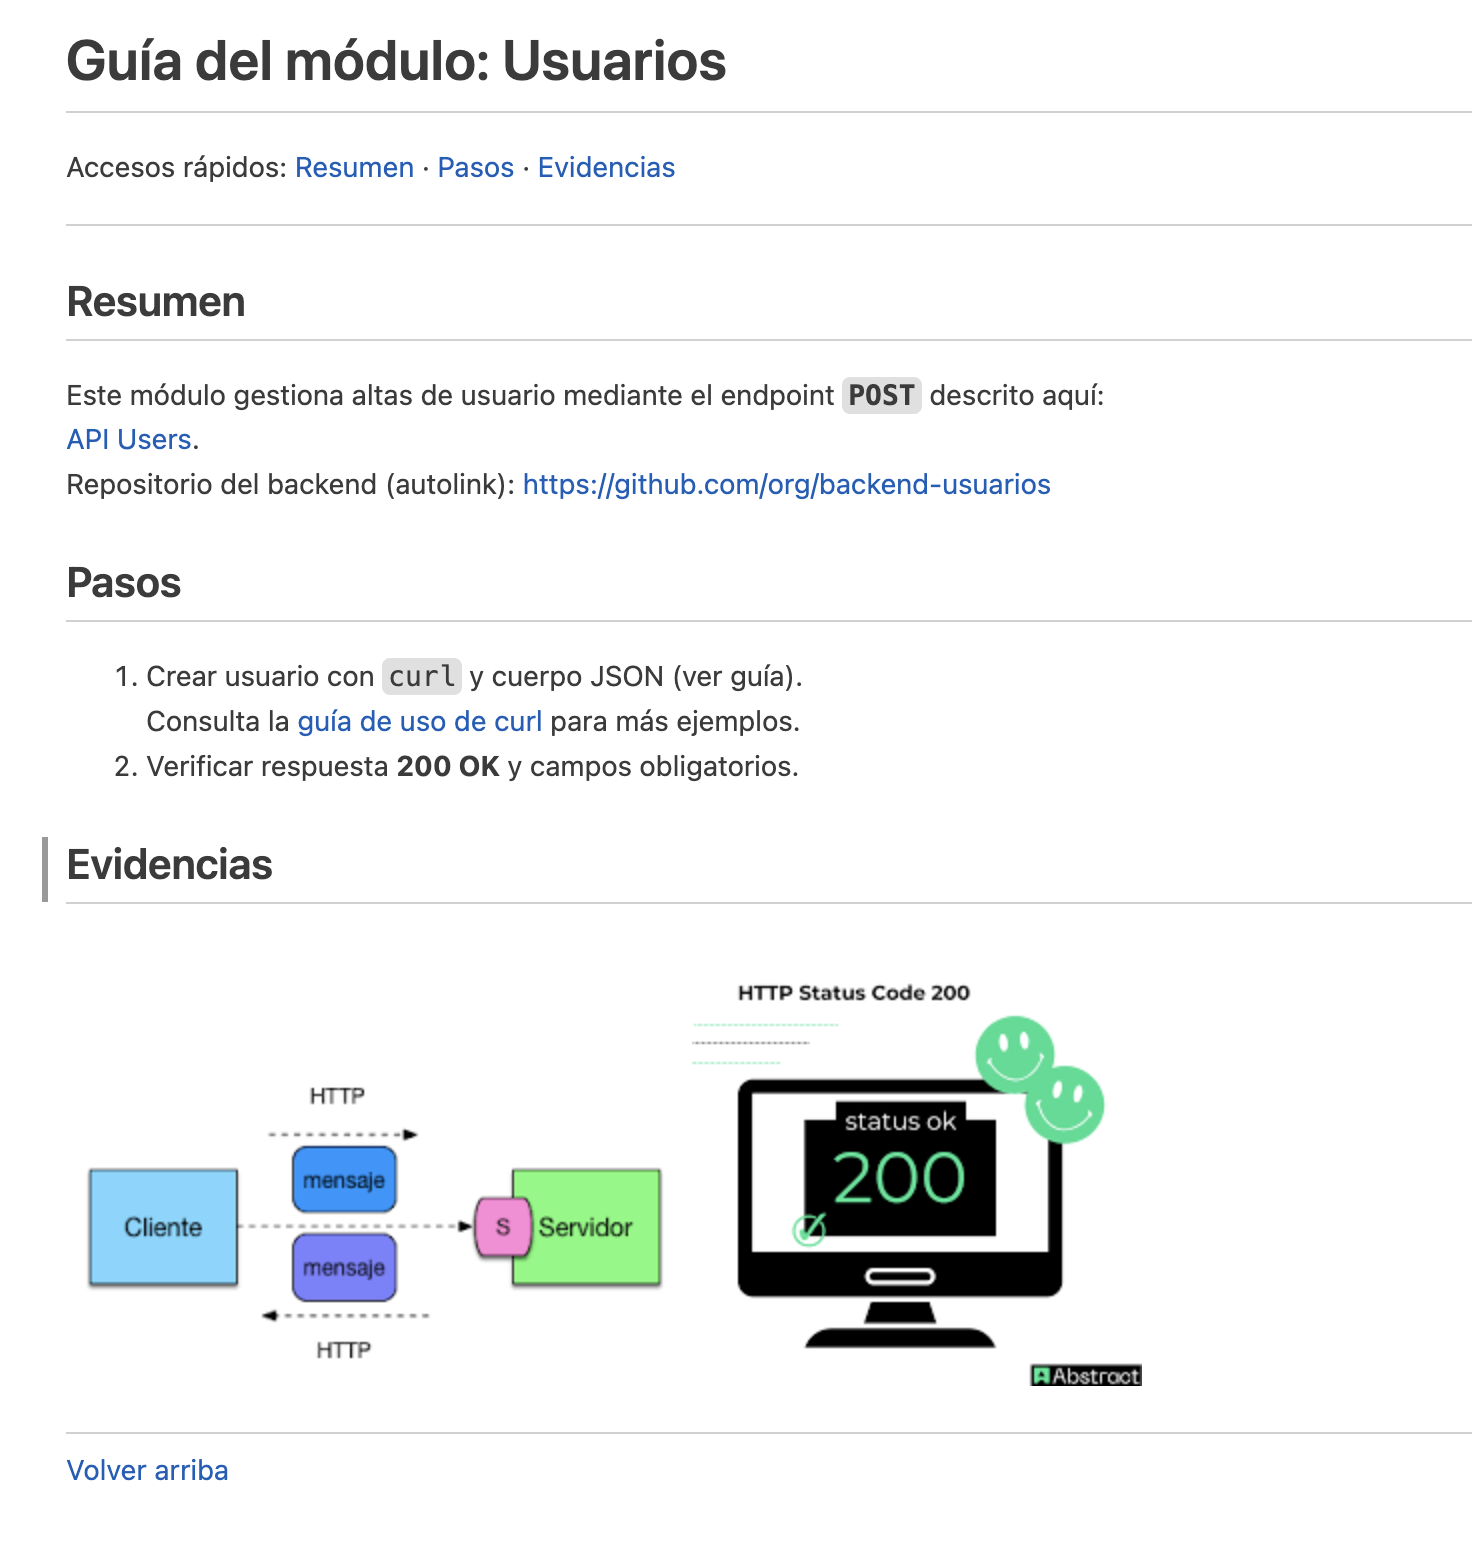 Guía del módulo: Usuarios
Accesos rápidos: Resumen · Pasos · Evidencias
Resumen
Este módulo gestiona altas de usuario mediante el endpoint POST descrito aquí:
API Users.
Repositorio del backend (autolink): https://github.com/org/backend-usuarios
Pasos
1. Crear usuario con curl y cuerpo JSON (ver guía).
Consulta la guía de uso de curl para más ejemplos.
2. Verificar respuesta 200 OK y campos obligatorios.
Evidencias
HTTP
mensaje
Cliente
S
Servidor
mensaje
HTTP
HTTP Status Code 200
status ok
200
Abstract
Volver arriba